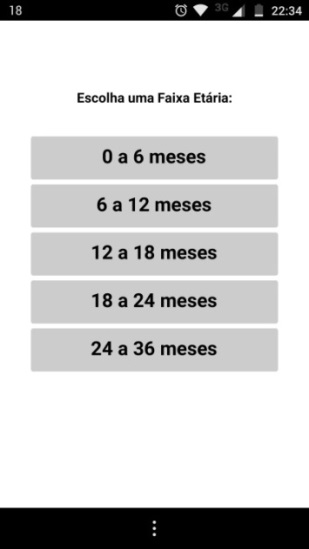 18 3G 22:34
Escolha uma Faixa Etária:
0 a 6 meses
6 a 12 meses
12 a 18 meses
18 a 24 meses
24 a 36 meses